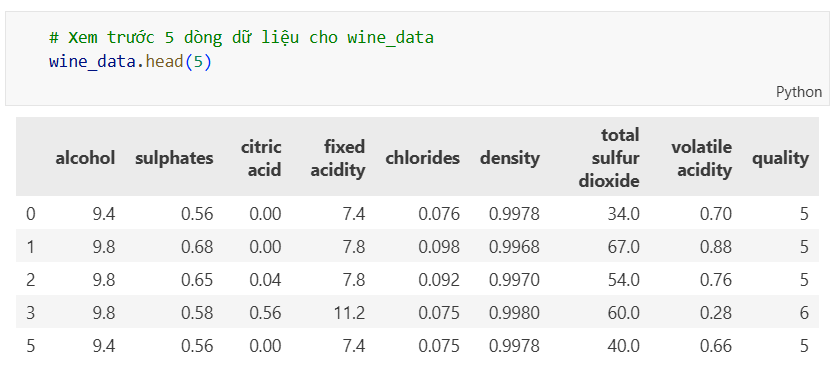 # Xem trước 5 dòng dữ liệu cho wine_data
wine_data.head(5)
Python
alcohol sulphates citric acid fixed acidity chlorides density total sulfur dioxide volatile acidity quality
0 9.4 0.56 0.00 7.4 0.076 0.9978 34.0 0.70 5
1 9.8 0.68 0.00 7.8 0.098 0.9968 67.0 0.88 5
2 9.8 0.65 0.04 7.8 0.092 0.9970 54.0 0.76 5
3 9.8 0.58 0.56 11.2 0.075 0.9980 60.0 0.28 6
5 9.4 0.56 0.00 7.4 0.075 0.9978 40.0 0.66 5